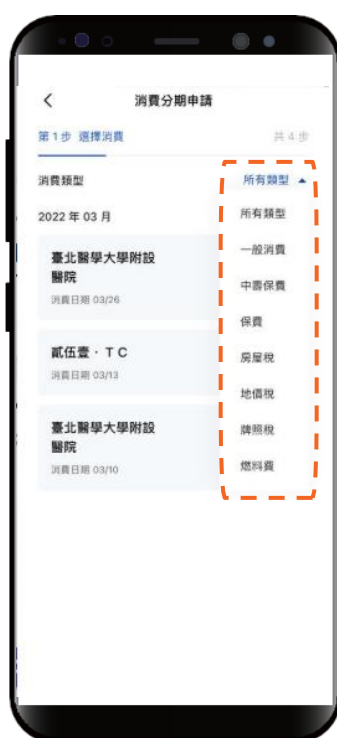 消費分期申請
第 1 步 選擇消費
共 4 步
消費類型
所有類型
2022 年 03 月
臺北醫學大學附設
醫院
消費日期 03/26
貳伍壹・ＴＣ
消費日期 03/13
臺北醫學大學附設
醫院
消費日期 03/10
所有類型
一般消費
中壽保費
保費
房屋稅
地價稅
牌照稅
燃料費